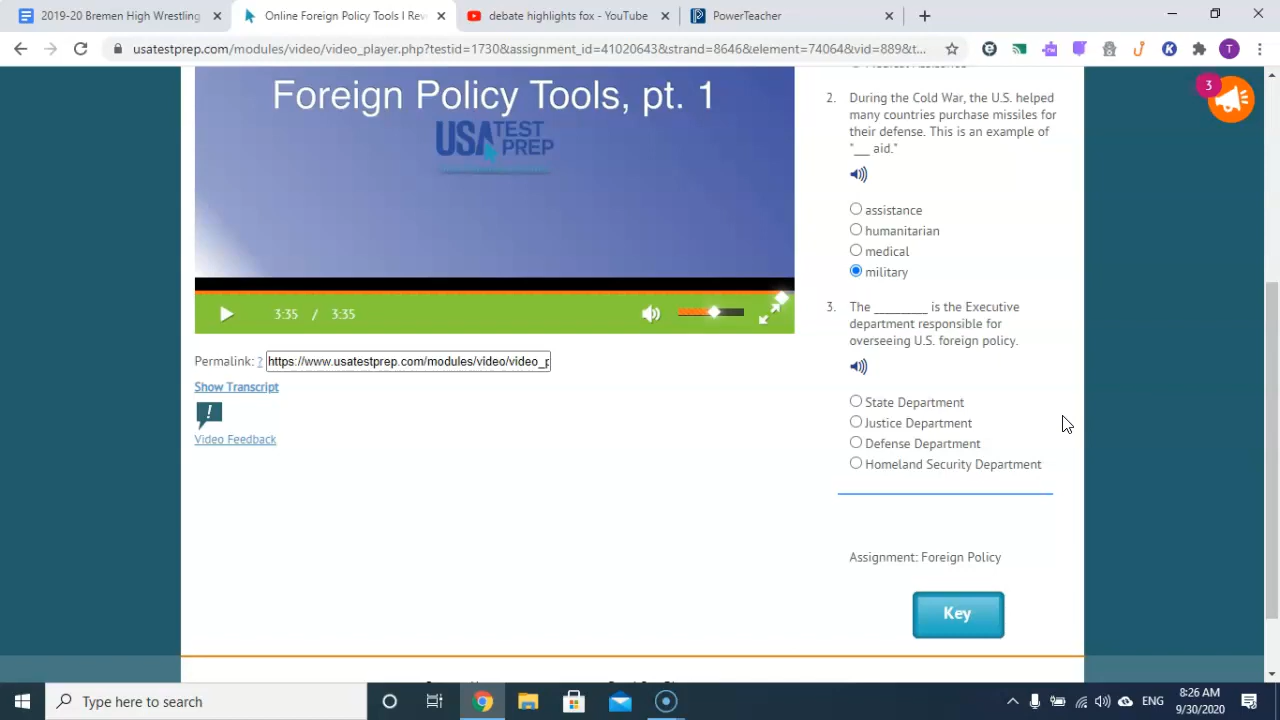 2019-20 Bremen High Wrestling
Online Foreign Policy Tools I Rev
debate highlights fox - YouTube
PowerTeacher
usatestprep.com/modules/video/video_player.php?testid=1730&assignment_id=41020643&strand=8646&element=74064&vid=889&t...
T
3
Foreign Policy Tools, pt. 1
USA TEST PREP
3:35 / 3:35
Permalink: ? https://www.usatestprep.com/modules/video/video_p
Show Transcript
!
Video Feedback
2. During the Cold War, the U.S. helped
many countries purchase missiles for
their defense. This is an example of
"___ aid."
assistance
humanitarian
medical
military
3. The _________ is the Executive
department responsible for
overseeing U.S. foreign policy.
State Department
Justice Department
Defense Department
Homeland Security Department
Assignment: Foreign Policy
Key
Type here to search
ENG
8:26 AM
9/30/2020